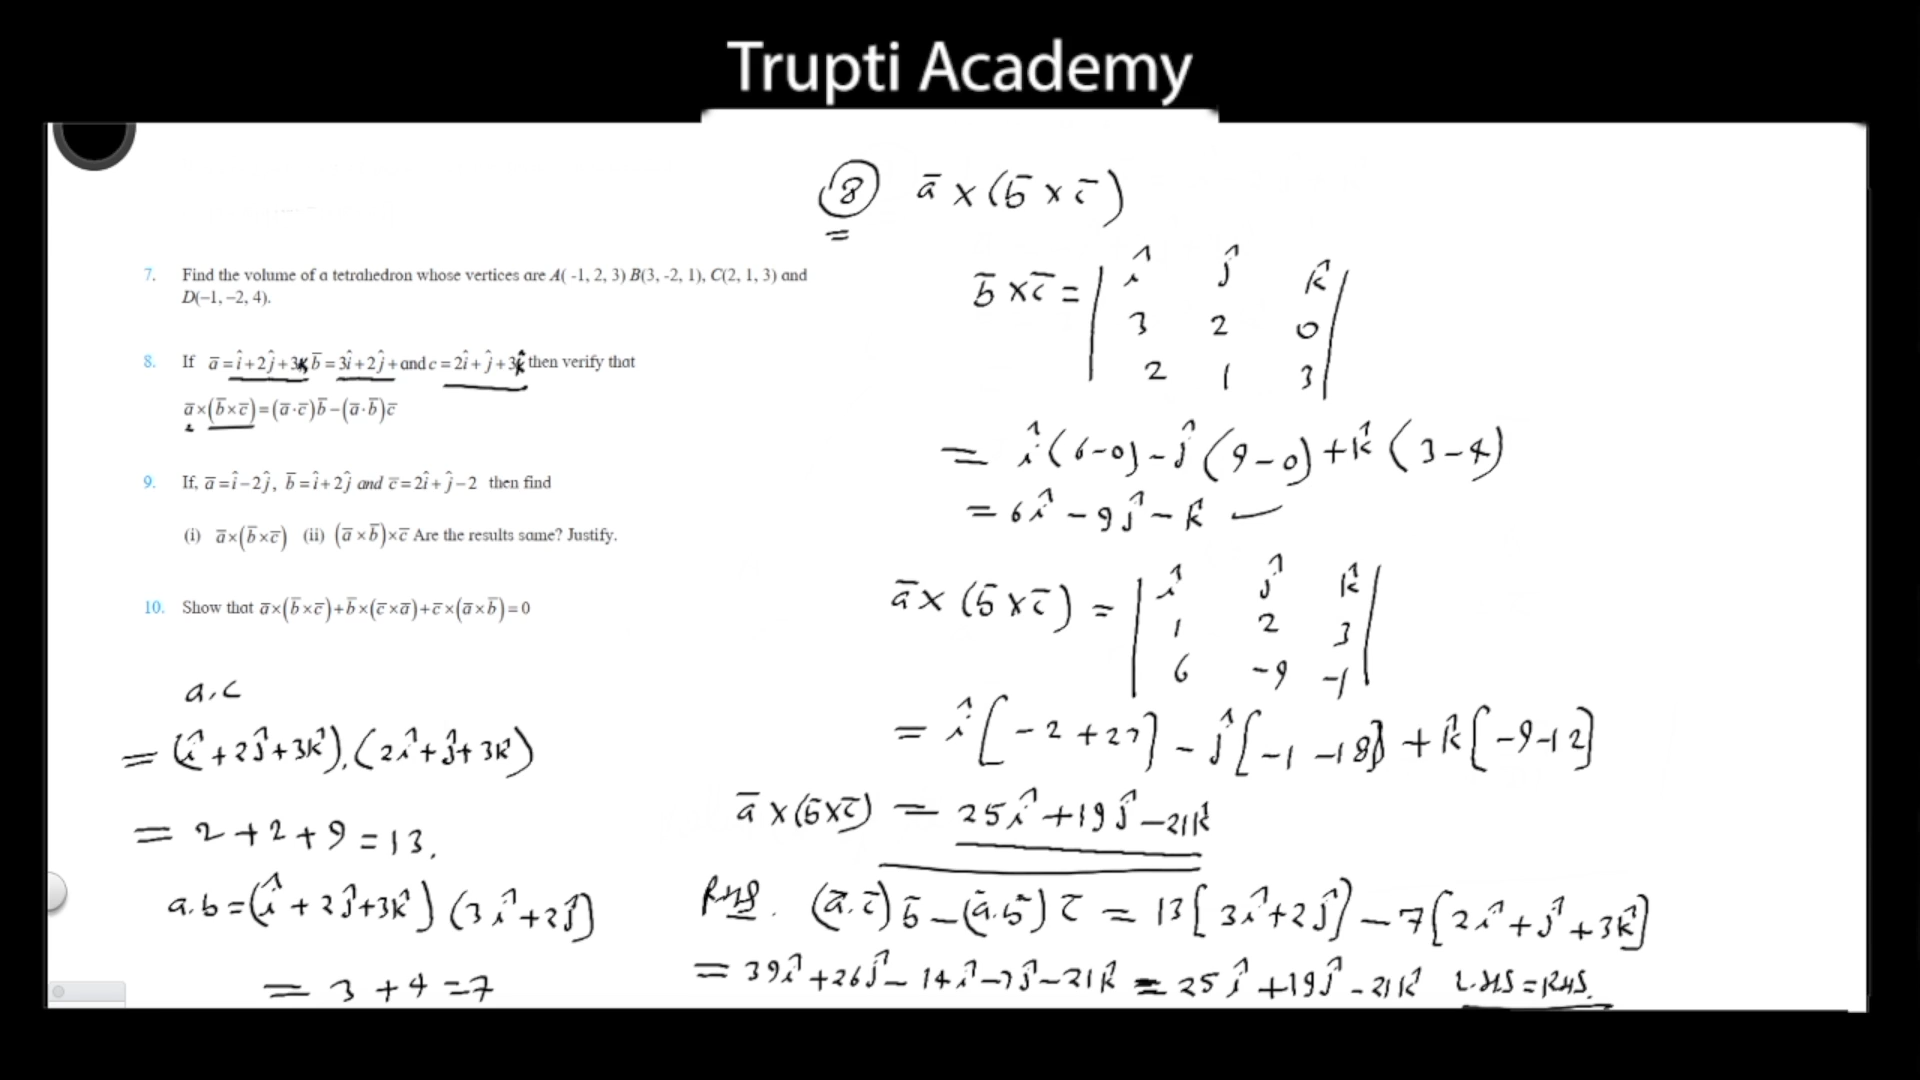 Trupti Academy
7. Find the volume of a tetrahedron whose vertices are A( -1, 2, 3) B(3, -2, 1), C(2, 1, 3) and
D(−1, −2, 4).
8. If a̅ = î + 2ĵ + 3k̂ b̅ = 3î + 2ĵ + and c = 2î + ĵ + 3k̂ then verify that
a̅×(b̅×c̅) = (a̅·c̅)b̅ − (a̅·b̅)c̅
9. If, a̅ = î − 2ĵ, b̅ = î + 2ĵ and c̅ = 2î + ĵ − 2 then find
(i) a̅×(b̅×c̅) (ii) (a̅×b̅)×c̅ Are the results same? Justify.
10. Show that a̅×(b̅×c̅)+b̅×(c̅×a̅)+c̅×(a̅×b̅)=0
a.c
= (î + 2ĵ + 3k̂).(2î + ĵ + 3k̂)
= 2 + 2 + 9 = 13.
a.b = (î + 2ĵ + 3k̂) (3î + 2ĵ)
= 3 + 4 = 7
8 a̅ × (b̅ × c̅)
b̅ × c̅ = | î ĵ k̂ |
3 2 0
2 1 3
= î(6-0) - ĵ(9-0) + k̂(3-4)
= 6î - 9ĵ - k̂
a̅ × (b̅ × c̅) = | î ĵ k̂ |
1 2 3
6 -9 -1
= î[-2 + 27] - ĵ[-1 -18] + k̂[-9-12]
a̅ × (b̅×c̅) = 25î + 19ĵ - 21k̂
RHS. (a̅.c̅) b̅ - (a̅.b̅) c̅ = 13[3î + 2ĵ] - 7[2î + ĵ + 3k̂]
= 39î + 26ĵ - 14î - 7ĵ - 21k̂ = 25î + 19ĵ - 21k̂ L.HS = RHS.